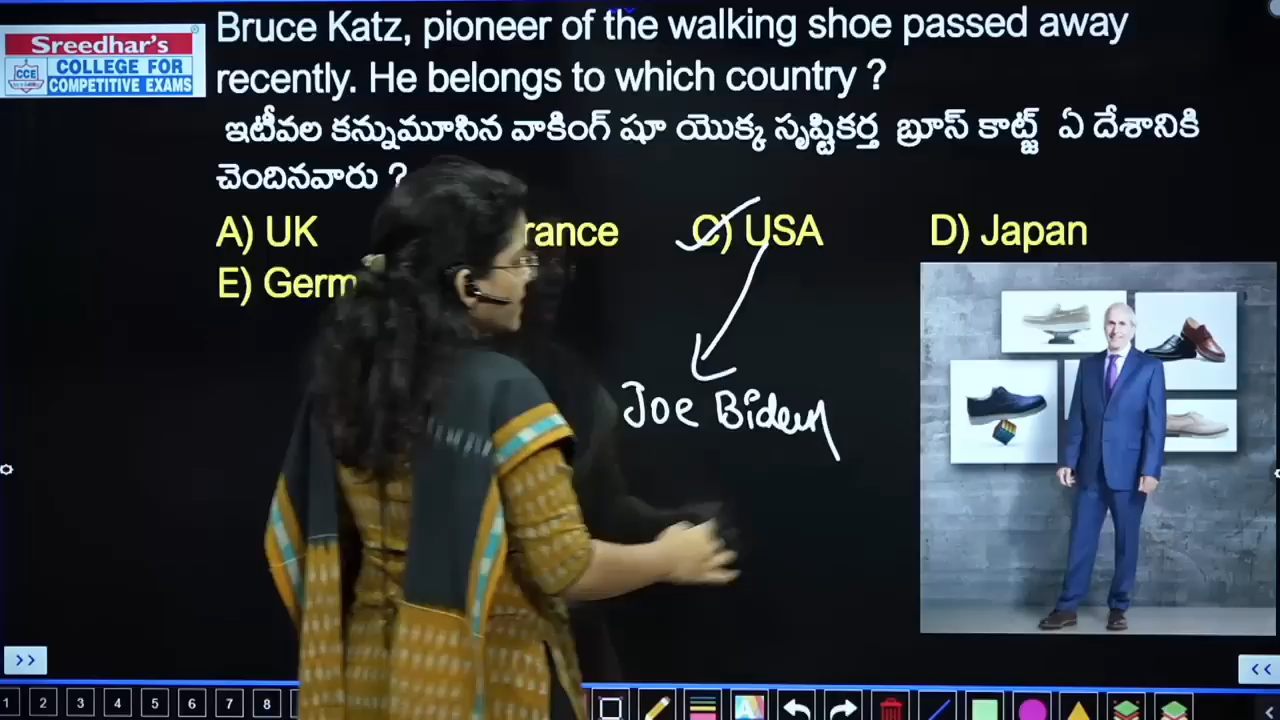 Sreedhar's
CCE
COLLEGE FOR
COMPETITIVE EXAMS
Bruce Katz, pioneer of the walking shoe passed away
recently. He belongs to which country ?
ఇటీవల కన్నుమూసిన వాకింగ్ షూ యొక్క సృష్టికర్త బ్రూస్ కాట్జ్ ఏ దేశానికి
చెందినవారు ?
A) UK rance C) USA D) Japan
E) Germ
Joe Biden
>> <<
1 2 3 4 5 6 7 8